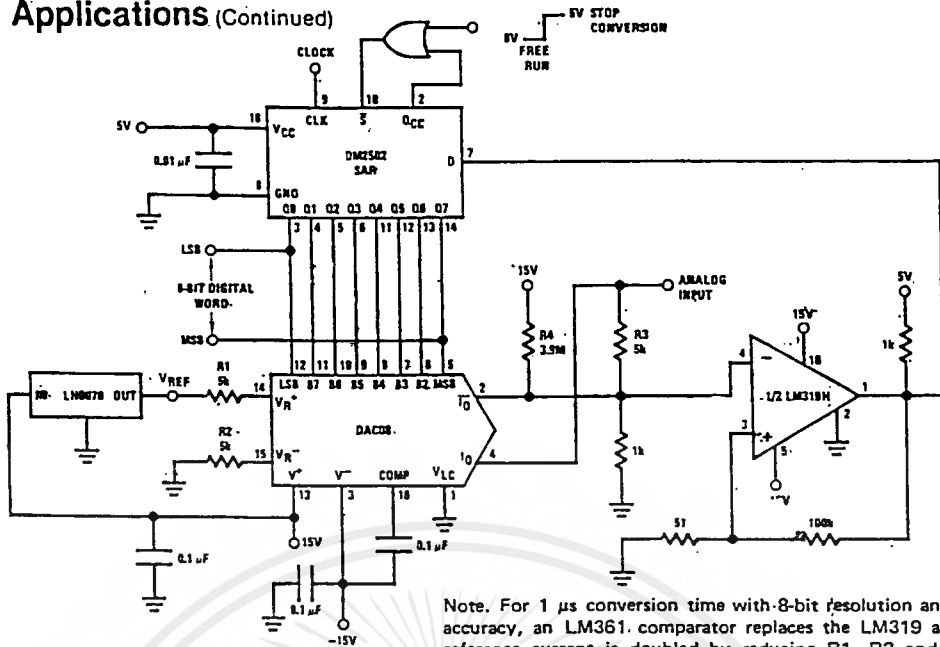 Applications (Continued)
5V STOP
CONVERSION
0V
FREE
RUN
CLOCK
9
10
2
CLK
S̅
QCC
5V
16
VCC
0.01 µF
8
GND
DM2502
SAR
D
7
Q0 Q1 Q2 Q3 Q4 Q5 Q6 Q7
3 4 5 6 11 12 13 14
LSB
8-BIT DIGITAL
WORD
MSB
15V
R4
3.9M
ANALOG
INPUT
R3
5k
5V
1k
15V
12 11 10 9 8 7 6 5
LSB B7 B6 B5 B4 B3 B2 MSB
LH0070 OUT
VREF
R1
5k
14
VR+
DAC08
I̅O̅
2
IO
4
R2
5k
15
VR-
V+
V-
COMP
VLC
13
3
16
1
1k
4
-
10
1/2 LM319H
1
3
+
5
2
51
100k
0.1 µF
15V
0.1 µF
0.1 µF
-15V
Note. For 1 µs conversion time with 8-bit resolution an
accuracy, an LM361 comparator replaces the LM319 a
reference current is doubled by reducing R1, R2 and